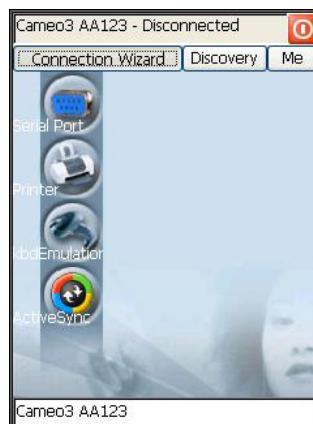 Cameo3 AA123 - Disconnected
Connection Wizard Discovery Me
Serial Port
Printer
kbdEmulation
ActiveSync
Cameo3 AA123